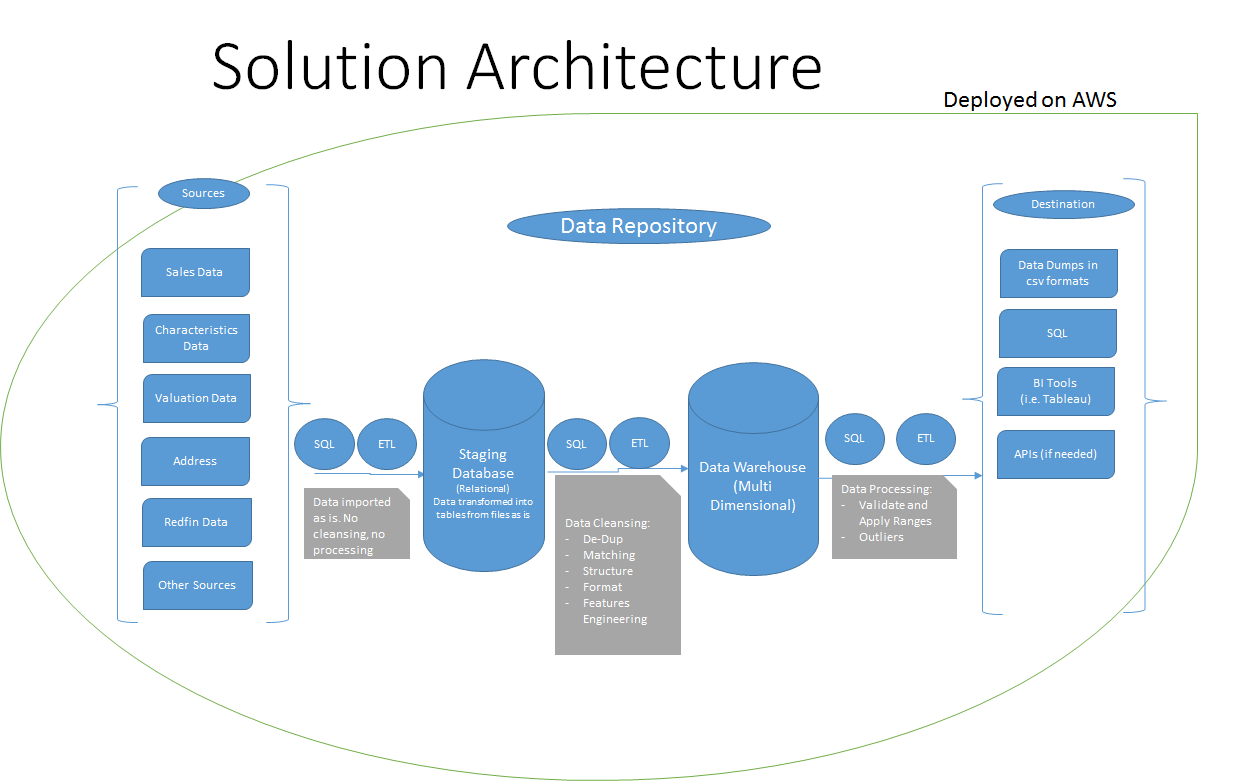 Solution Architecture
Deployed on AWS
Sources
Sales Data
Characteristics
Data
Valuation Data
Address
Redfin Data
Other Sources
Data Repository
SQL
ETL
Data imported
as is. No
cleansing, no
processing
Staging
Database
(Relational)
Data transfromed into
tables from files as is
SQL
ETL
Data Cleansing:
- De-Dup
- Matching
- Structure
- Format
- Features
Engineering
Data Warehouse
(Multi
Dimensional)
SQL
ETL
Data Processing:
- Validate and
Apply Ranges
- Outliers
Destination
Data Dumps in
csv formats
SQL
BI Tools
(i.e. Tableau)
APIs (if needed)